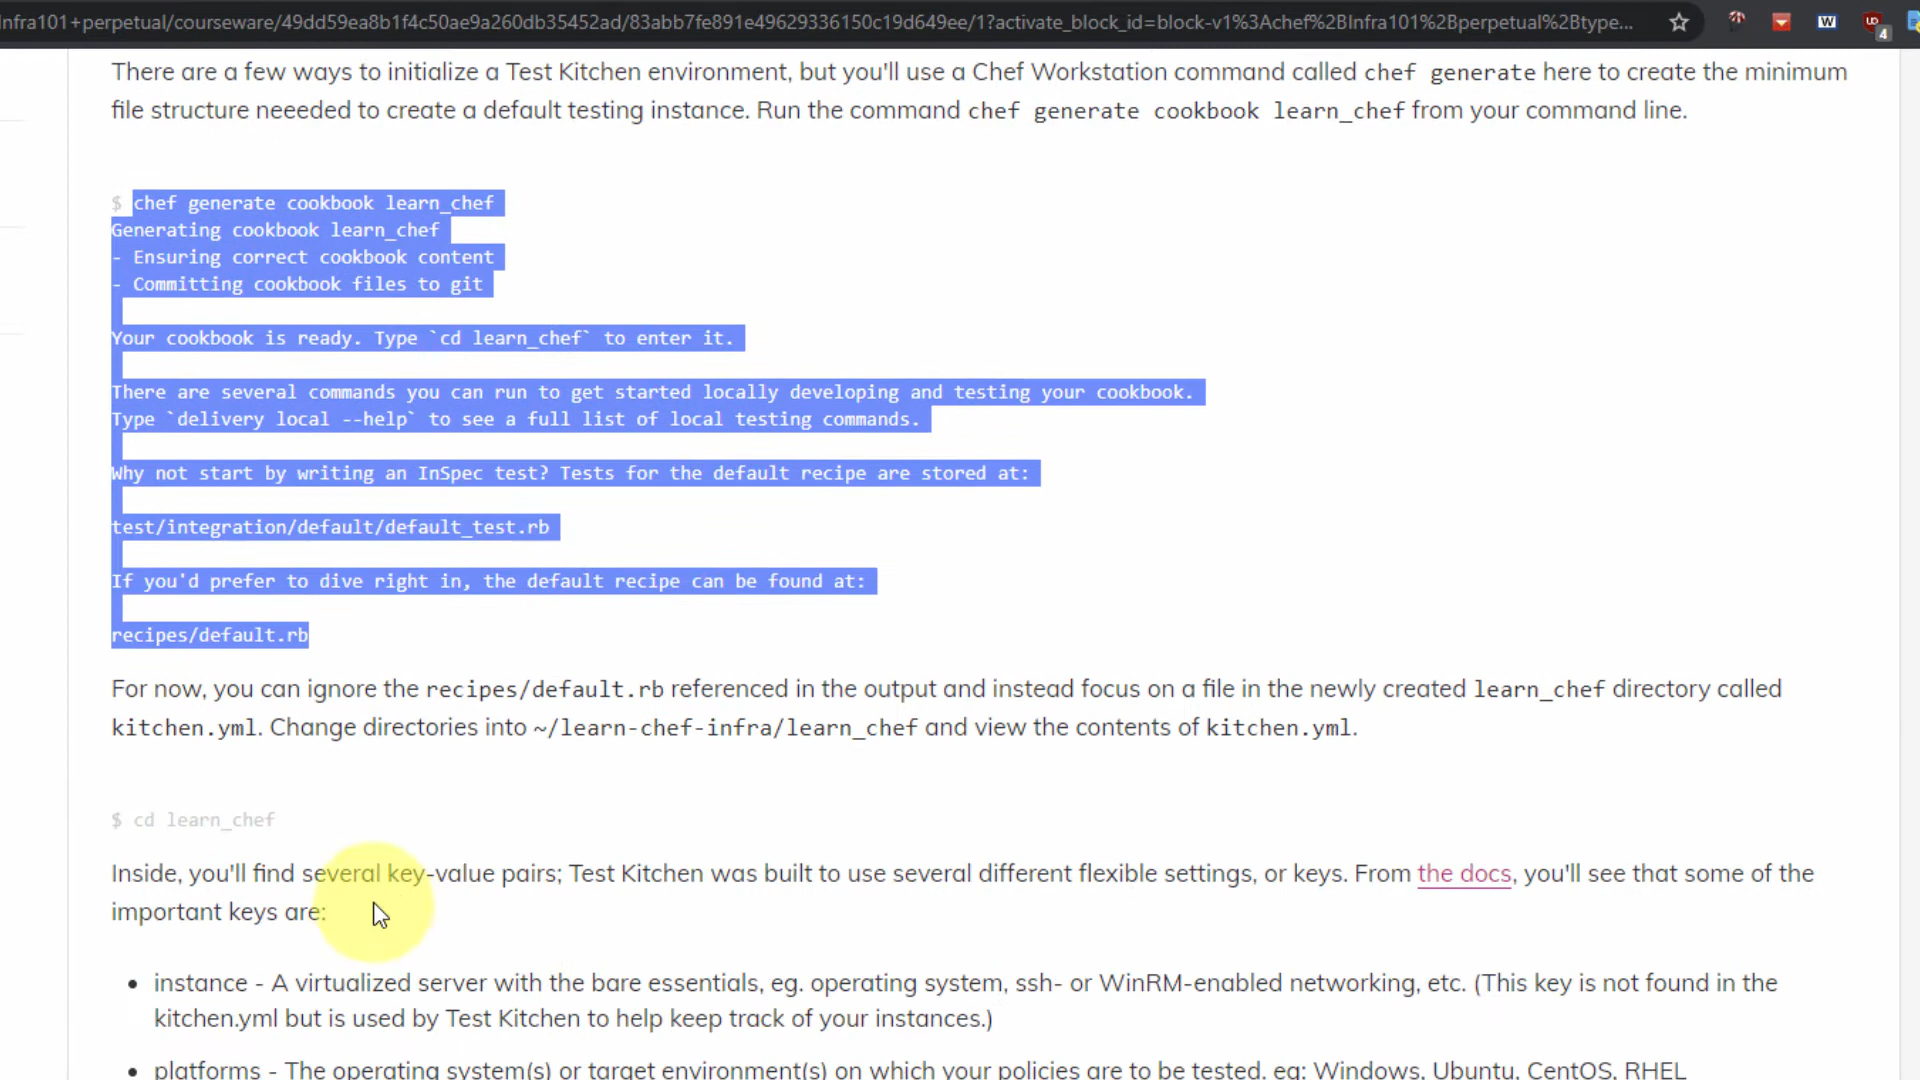 Infra101+perpetual/courseware/49dd59ea8b1f4c50ae9a260db35452ad/83abb7fe891e49629336150c19d649ee/1?activate_block_id=block-v1%3Achef%2BInfra101%2Bperpetual%2Btype...
W
UO
4
There are a few ways to initialize a Test Kitchen environment, but you'll use a Chef Workstation command called chef generate here to create the minimum
file structure neeeded to create a default testing instance. Run the command chef generate cookbook learn_chef from your command line.
$ chef generate cookbook learn_chef
Generating cookbook learn_chef
- Ensuring correct cookbook content
- Committing cookbook files to git
Your cookbook is ready. Type `cd learn_chef` to enter it.
There are several commands you can run to get started locally developing and testing your cookbook.
Type `delivery local --help` to see a full list of local testing commands.
Why not start by writing an InSpec test? Tests for the default recipe are stored at:
test/integration/default/default_test.rb
If you'd prefer to dive right in, the default recipe can be found at:
recipes/default.rb
For now, you can ignore the recipes/default.rb referenced in the output and instead focus on a file in the newly created learn_chef directory called
kitchen.yml. Change directories into ~/learn-chef-infra/learn_chef and view the contents of kitchen.yml.
$ cd learn_chef
Inside, you'll find several key-value pairs; Test Kitchen was built to use several different flexible settings, or keys. From the docs, you'll see that some of the
important keys are:
• instance - A virtualized server with the bare essentials, eg. operating system, ssh- or WinRM-enabled networking, etc. (This key is not found in the
kitchen.yml but is used by Test Kitchen to help keep track of your instances.)
• platforms - The operating system(s) or target environment(s) on which your policies are to be tested. eg: Windows, Ubuntu, CentOS, RHEL